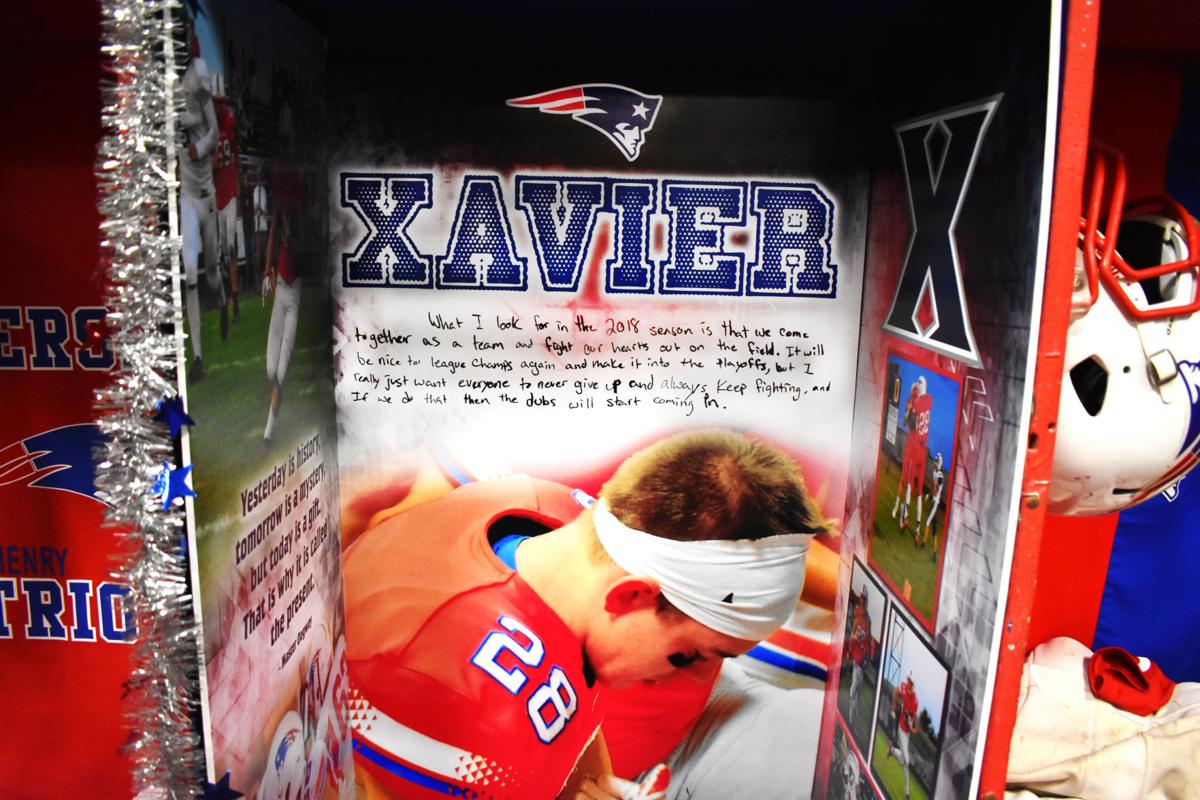 XAVIER
What I look for in the 2018 season is that we come
together as a team and fight our hearts out on the field. It will
be nice to league Champs again and make it into the Playoffs, but I
really just want everyone to never give up and always keep fighting, and
If we do that then the dubs will start coming in.
X
Yesterday is history,
tomorrow is a mystery,
but today is a gift.
That is why it is called
the present.
- Master Oogway
28
28
ERS
HENRY
TRIO